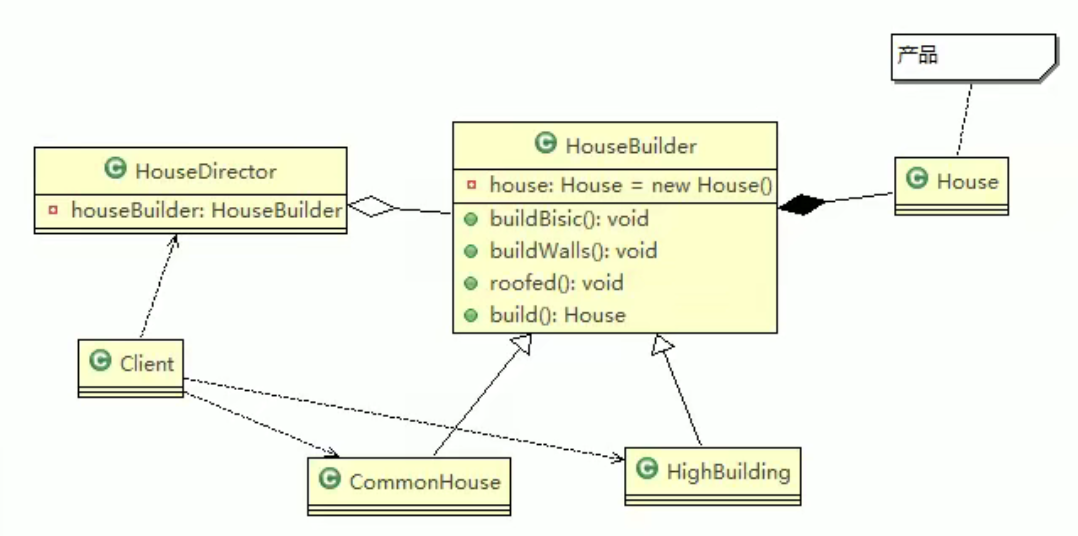 产品
HouseBuilder
HouseDirector
house: House = new House()
House
houseBuilder: HouseBuilder
buildBisic(): void
buildWalls(): void
roofed(): void
build(): House
Client
CommonHouse
HighBuilding